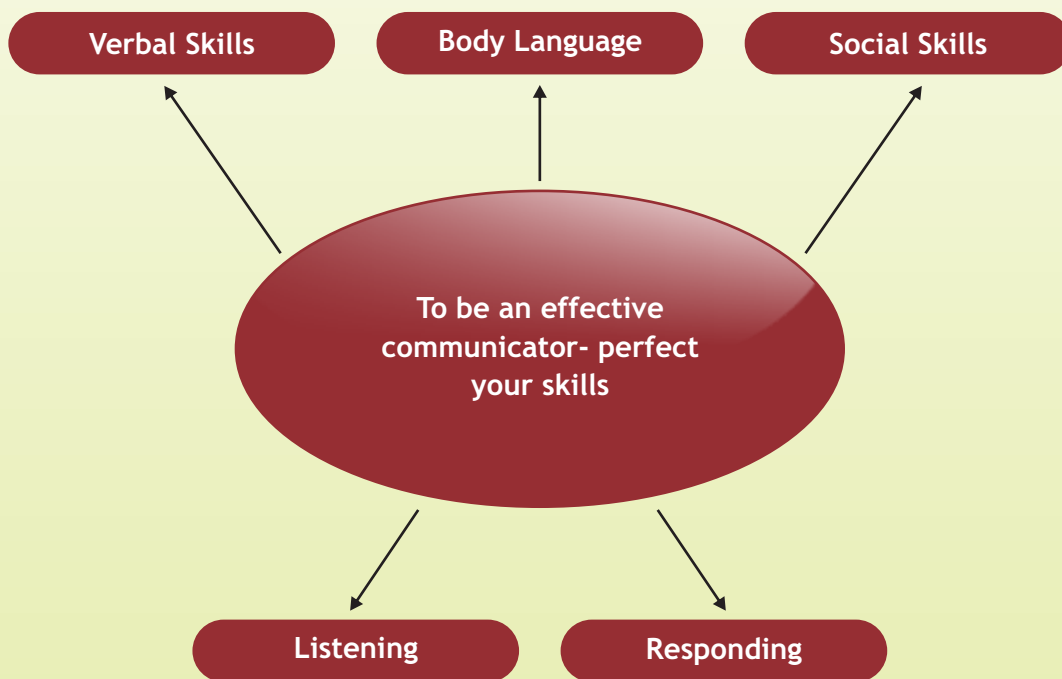 Verbal Skills
Body Language
Social Skills
To be an effective
communicator- perfect
your skills
Listening
Responding